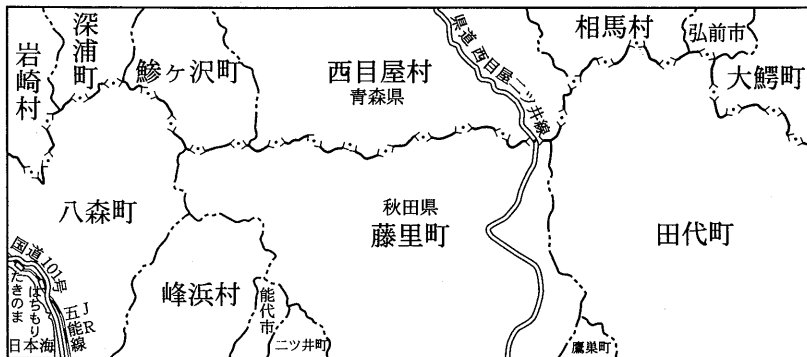 岩崎村
深浦町
鰺ヶ沢町
西目屋村
青森県
県道 西目屋二ツ井線
相馬村
弘前市
大鰐町
八森町
秋田県
藤里町
田代町
国道101号
たきのま
はちもり
JR
五能線
日本海
峰浜村
能代市
二ツ井町
鷹巣町